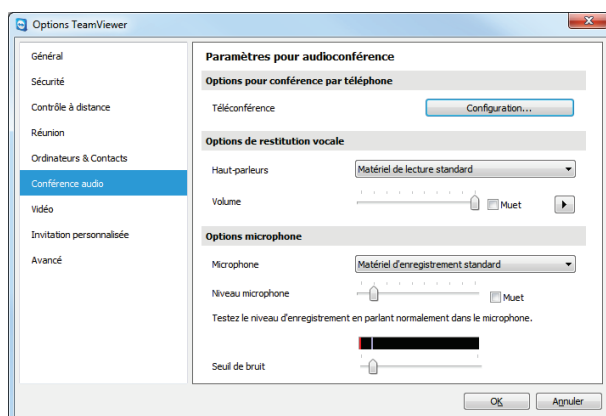 Options TeamViewer
Général
Sécurité
Contrôle à distance
Réunion
Ordinateurs & Contacts
Conférence audio
Vidéo
Invitation personnalisée
Avancé
Paramètres pour audioconférence
Options pour conférence par téléphone
Téléconférence Configuration...
Options de restitution vocale
Haut-parleurs Matériel de lecture standard
Volume Muet
Options microphone
Microphone Matériel d'enregistrement standard
Niveau microphone Muet
Testez le niveau d'enregistrement en parlant normalement dans le microphone.
Seuil de bruit
OK Annuler